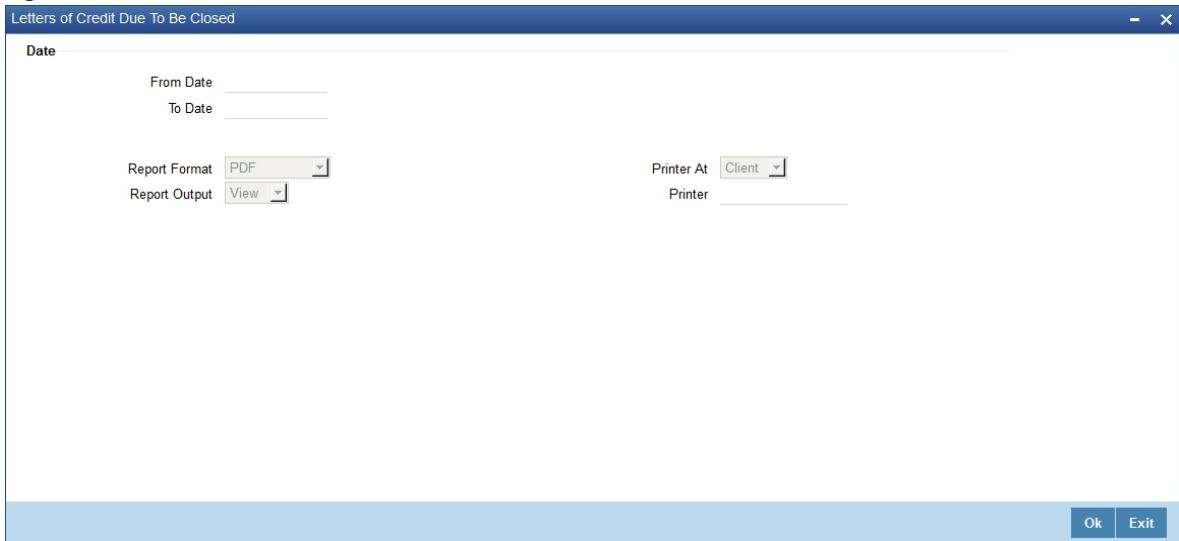 Letters of Credit Due To Be Closed
Date
From Date
To Date
Report Format PDF Printer At Client
Report Output View Printer
Ok Exit